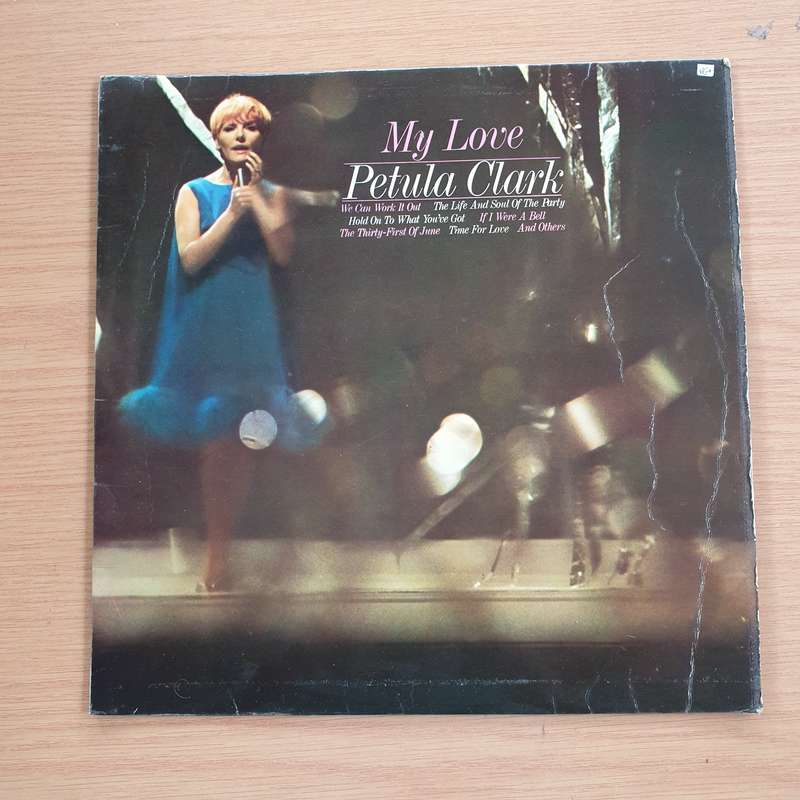 My Love
Petula Clark
We Can Work It Out The Life And Soul Of The Party
Hold On To What You've Got If I Were A Bell
The Thirty-First Of June Time For Love And Others